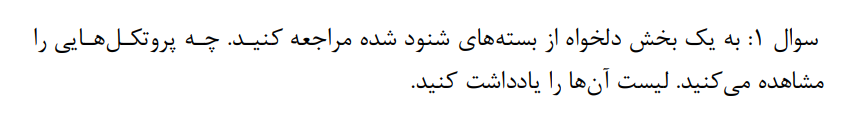 سوال ۱: به یک بخش دلخواه از بسته‌های شنود شده مراجعه کنید. چه پروتکل‌هایی را
مشاهده می‌کنید. لیست آن‌ها را یادداشت کنید.